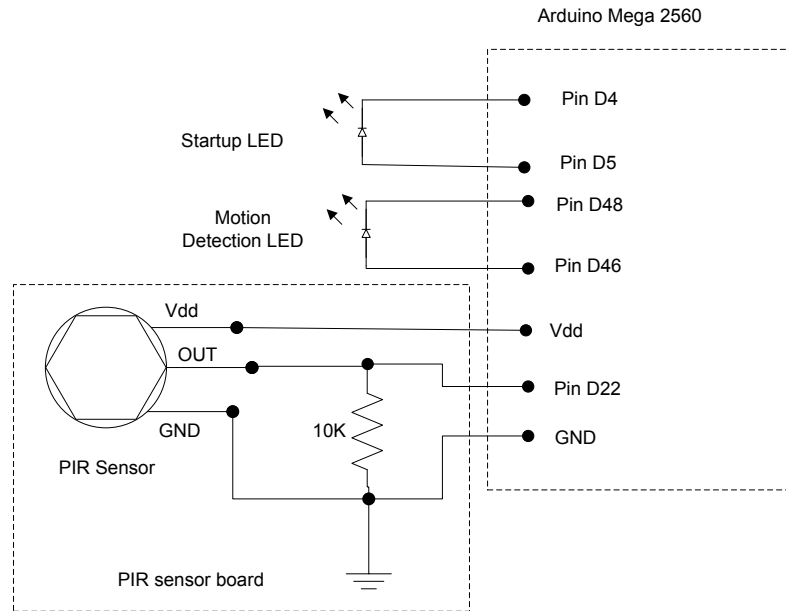 Arduino Mega 2560
Pin D4
Startup LED
Pin D5
Pin D48
Motion
Detection LED
Pin D46
Vdd
Vdd
OUT
Pin D22
GND
10K
GND
PIR Sensor
PIR sensor board